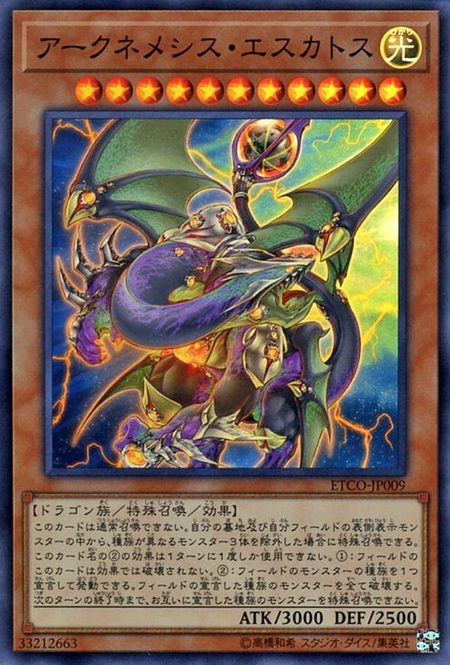 アークネメシス・エスカトス
光
ETCO-JP009
【ドラゴン族／特殊召喚／効果】
このカードは通常召喚できない。自分の墓地及び自分フィールドの表側表示モ
ンスターの中から、種族が異なるモンスター3体を除外した場合に特殊召喚できる。
このカード名の②の効果は1ターンに1度しか使用できない。①：フィールドの
このカードは効果では破壊されない。②：フィールドのモンスターの種族を1つ
宣言して発動できる。フィールドの宣言した種族のモンスターを全て破壊する。
次のターンの終了時まで、お互いに宣言した種族のモンスターを特殊召喚できない。
ATK/3000 DEF/2500
33212663
©高橋和希 スタジオ・ダイス/集英社